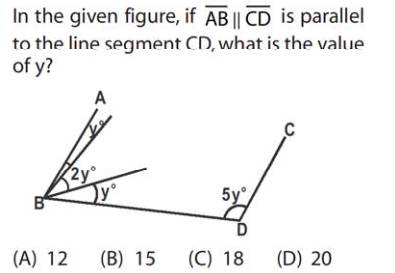 In the given figure, if AB || CD is parallel
to the line segment CD, what is the value
of y?
A
y°
C
2y°
y°
5y°
B
D
(A) 12 (B) 15 (C) 18 (D) 20